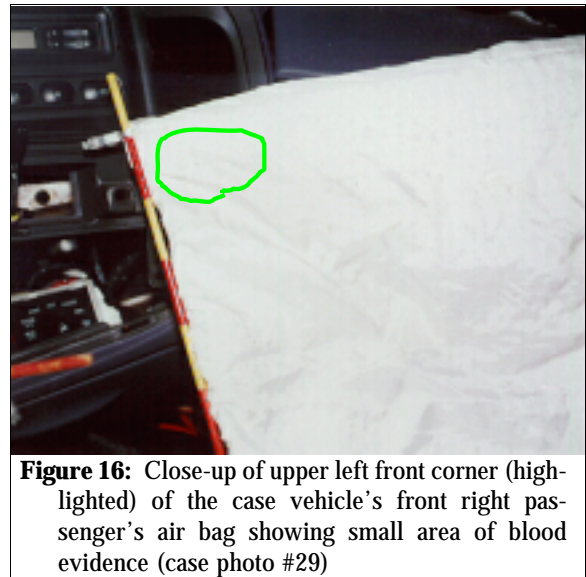 Figure 16: Close-up of upper left front corner (high-
lighted) of the case vehicle's front right pas-
senger's air bag showing small area of blood
evidence (case photo #29)